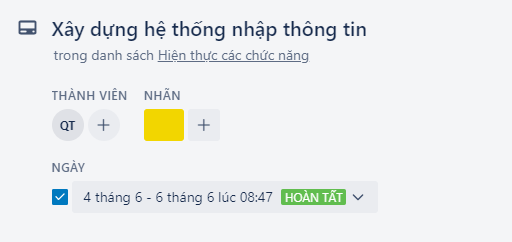 Xây dựng hệ thống nhập thông tin
trong danh sách Hiện thực các chức năng
THÀNH VIÊN NHÃN
QT
NGÀY
4 tháng 6 - 6 tháng 6 lúc 08:47 HOÀN TẤT